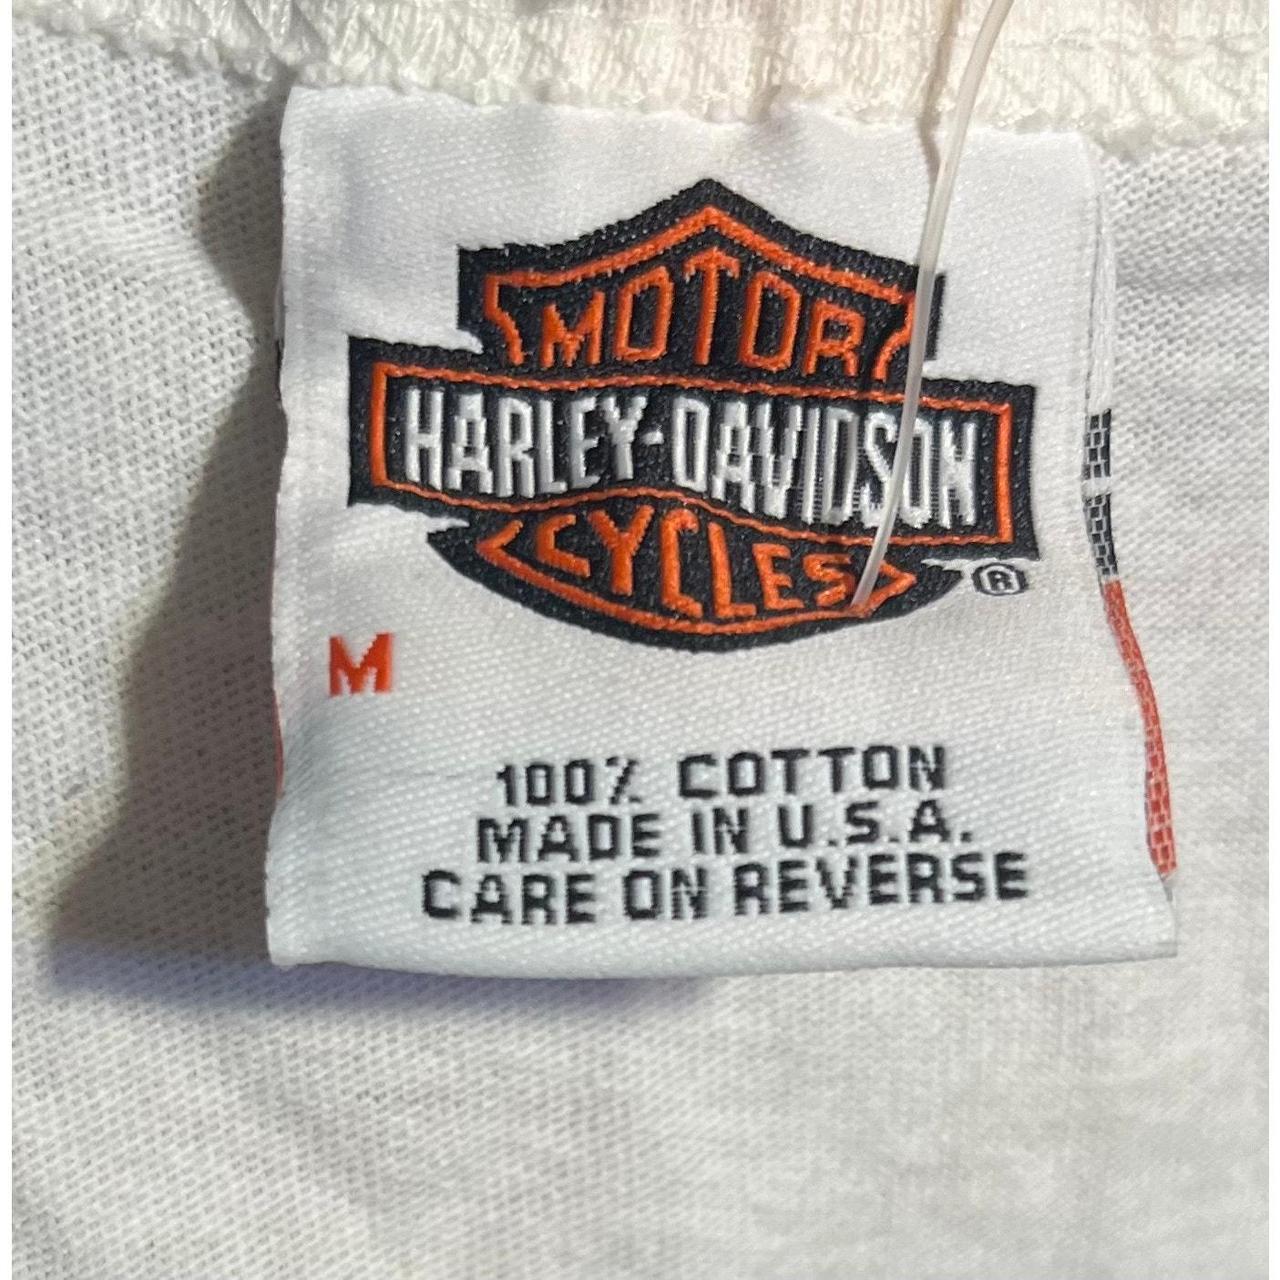 MOTOR
HARLEY-DAVIDSON
CYCLES
®
M
100% COTTON
MADE IN U.S.A.
CARE ON REVERSE